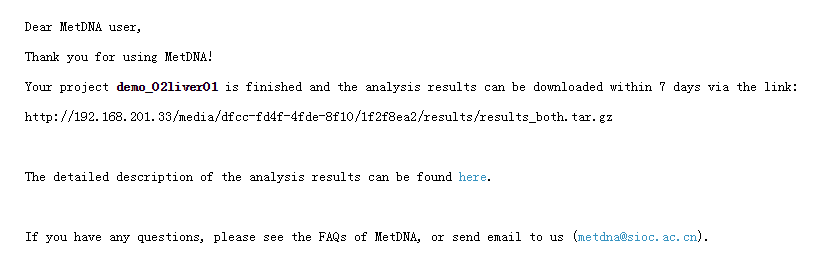 Dear MetDNA user,
Thank you for using MetDNA!
Your project demo_02liver01 is finished and the analysis results can be downloaded within 7 days via the link:
http://192.168.201.33/media/dfcc-fd4f-4fde-8f10/1f2f8ea2/results/results_both.tar.gz
The detailed description of the analysis results can be found here.
If you have any questions, please see the FAQs of MetDNA, or send email to us (metdna@sioc.ac.cn).